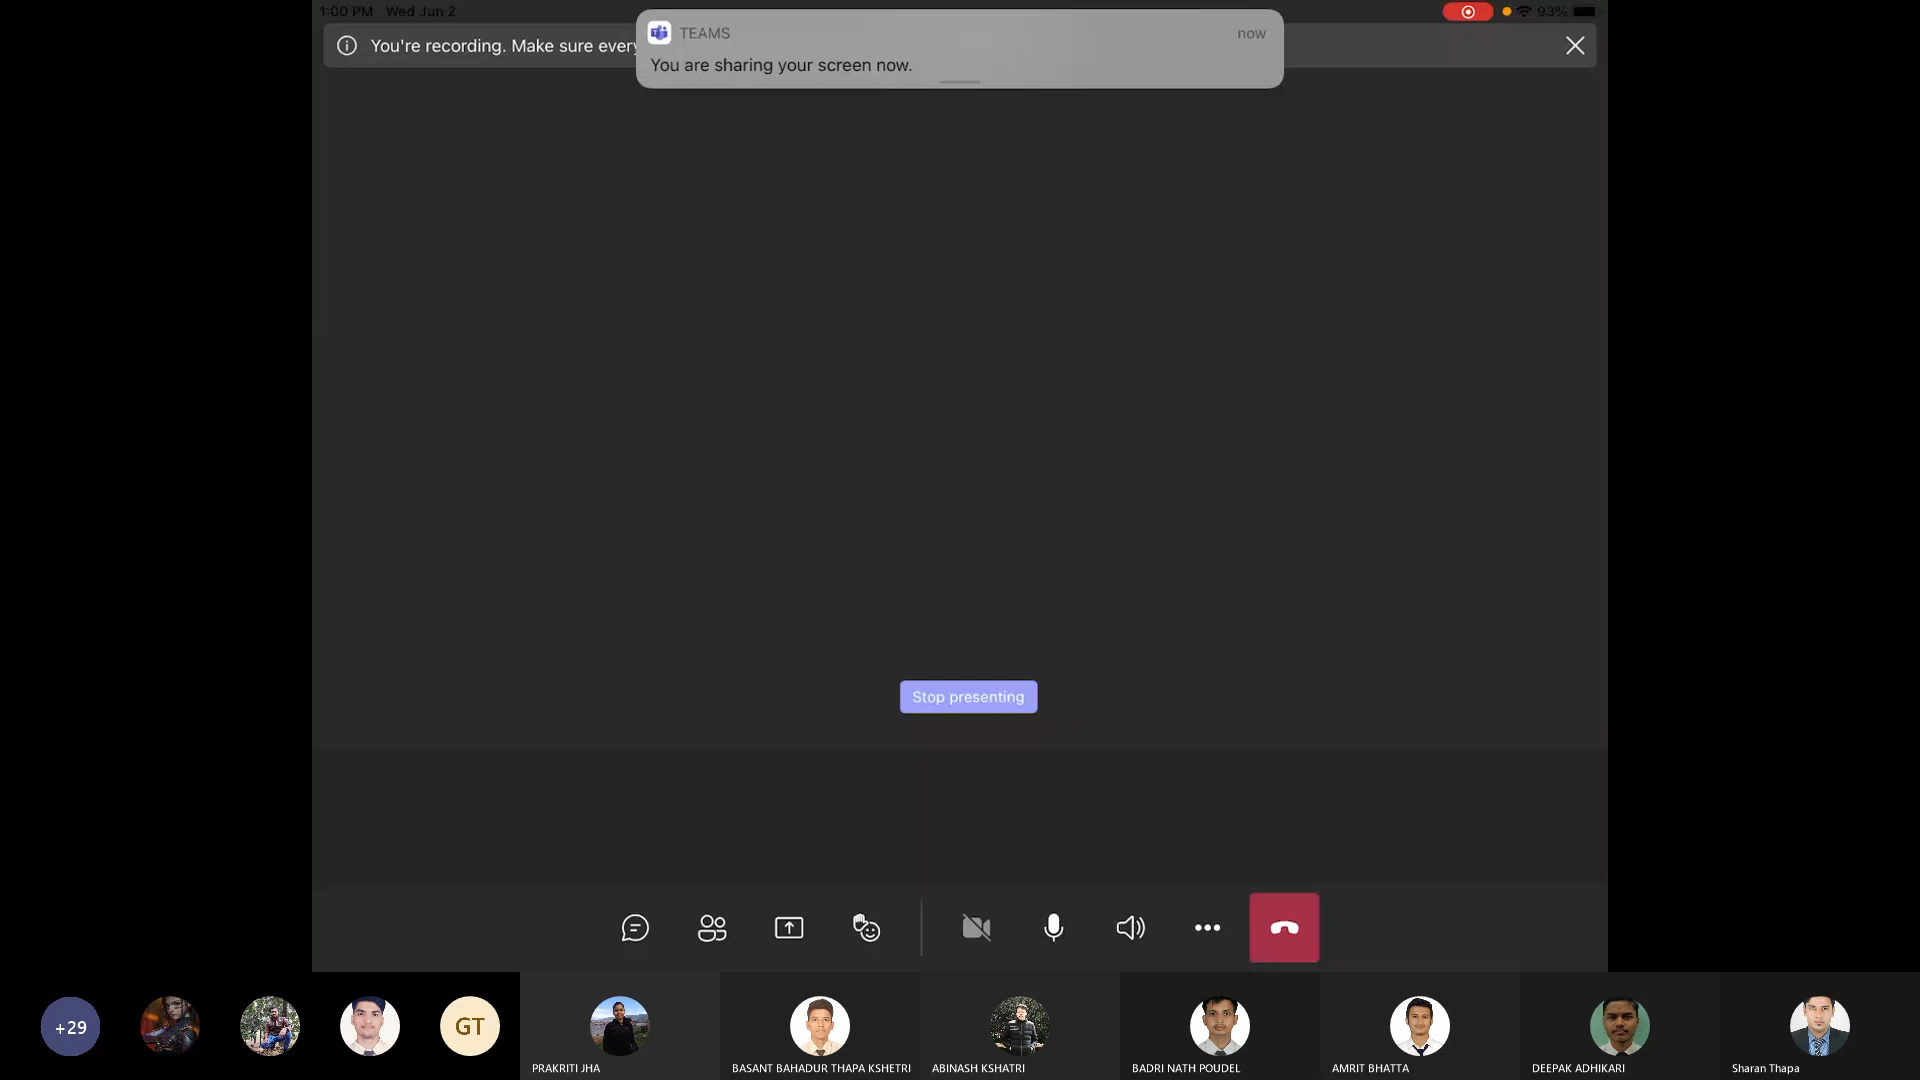 1:00 PM Wed Jun 2
93%
You're recording. Make sure every
TEAMS
now
You are sharing your screen now.
Stop presenting
+29
GT
PRAKRITI JHA
BASANT BAHADUR THAPA KSHETRI
ABINASH KSHATRI
BADRI NATH POUDEL
AMRIT BHATTA
DEEPAK ADHIKARI
Sharan Thapa